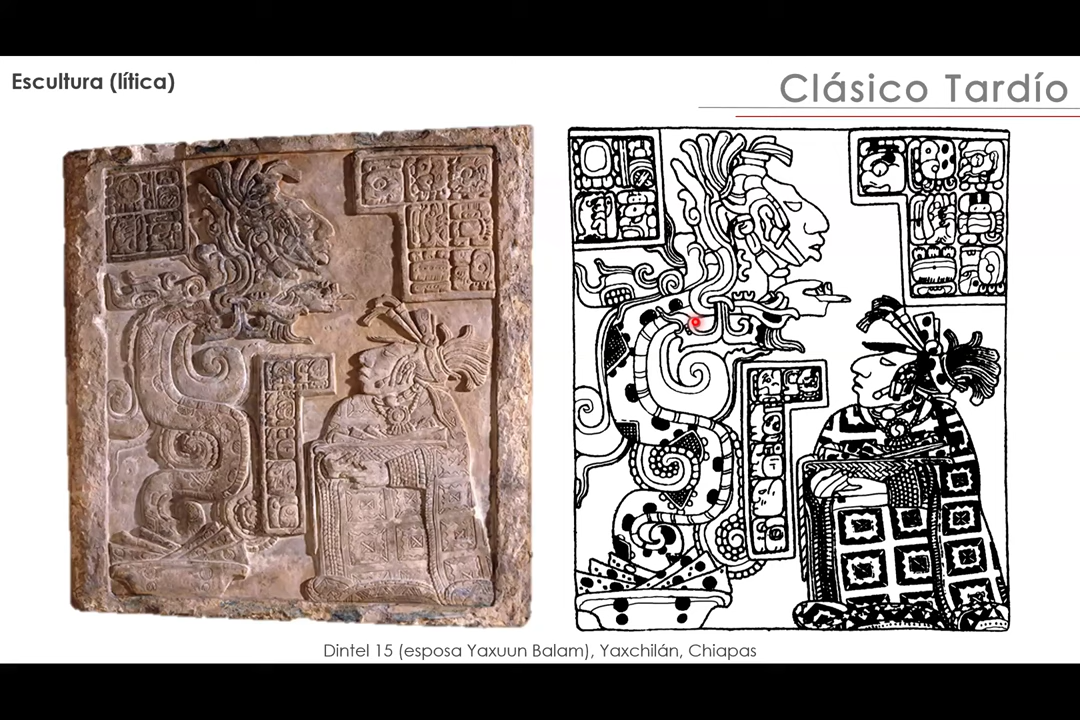 Escultura (lítica)
Clásico Tardío
Dintel 15 (esposa Yaxuun Balam), Yaxchilán, Chiapas